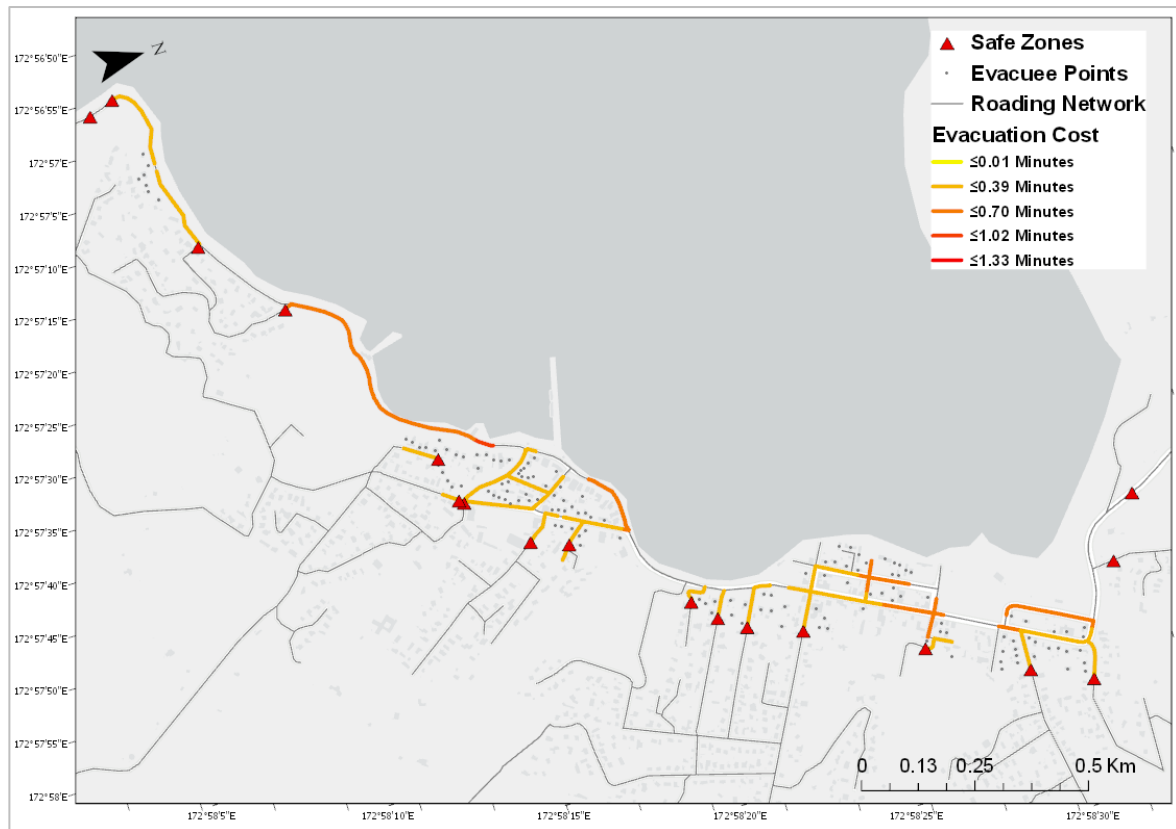 N
Safe Zones
Evacuee Points
Roading Network
Evacuation Cost
≤0.01 Minutes
≤0.39 Minutes
≤0.70 Minutes
≤1.02 Minutes
≤1.33 Minutes
172°56'50"E
172°56'55"E
172°57'E
172°57'5"E
172°57'10"E
172°57'15"E
172°57'20"E
172°57'25"E
172°57'30"E
172°57'35"E
172°57'40"E
172°57'45"E
172°57'50"E
172°57'55"E
172°58'E
0 0.13 0.25 0.5 Km
172°58'5"E 172°58'10"E 172°58'15"E 172°58'20"E 172°58'25"E 172°58'30"E